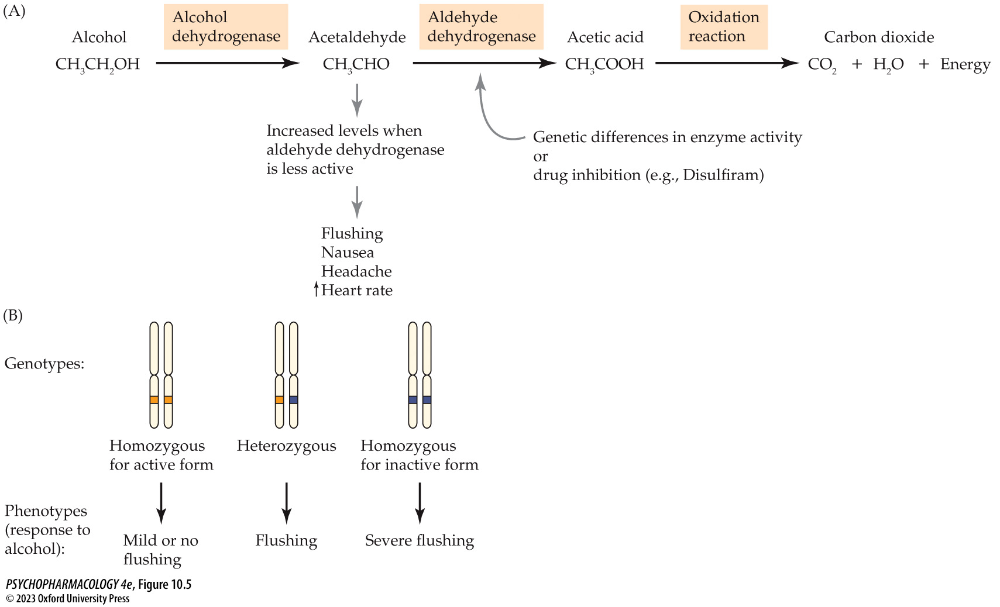 (A)
Alcohol
dehydrogenase
Aldehyde
dehydrogenase
Oxidation
reaction
Alcohol
Acetaldehyde
Acetic acid
Carbon dioxide
CH₃CH₂OH
CH₃CHO
CH₃COOH
CO₂ + H₂O + Energy
Increased levels when
aldehyde dehydrogenase
is less active
Genetic differences in enzyme activity
or
drug inhibition (e.g., Disulfiram)
Flushing
Nausea
Headache
↑Heart rate
(B)
Genotypes:
Homozygous
for active form
Heterozygous
Homozygous
for inactive form
Phenotypes
(response to
alcohol):
Mild or no
flushing
Flushing
Severe flushing
PSYCHOPHARMACOLOGY 4e, Figure 10.5
© 2023 Oxford University Press